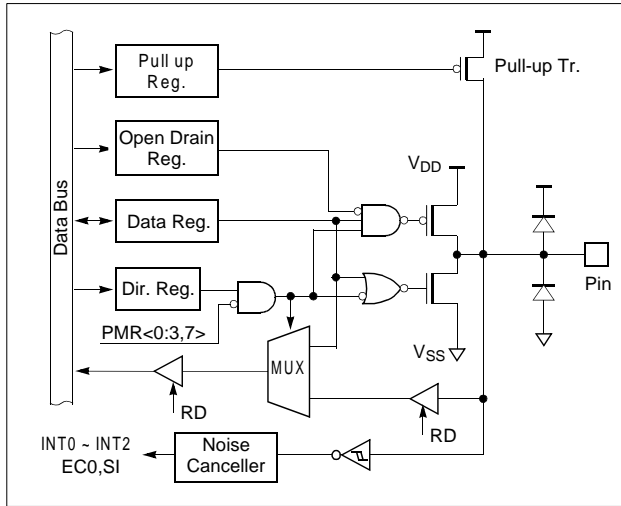 Pull up
Reg.
Pull-up Tr.
Open Drain
Reg.
VDD
Data Bus
Data Reg.
Dir. Reg.
Pin
PMR<0:3,7>
VSS
MUX
RD
RD
INT0 ~ INT2
EC0,SI
Noise
Canceller